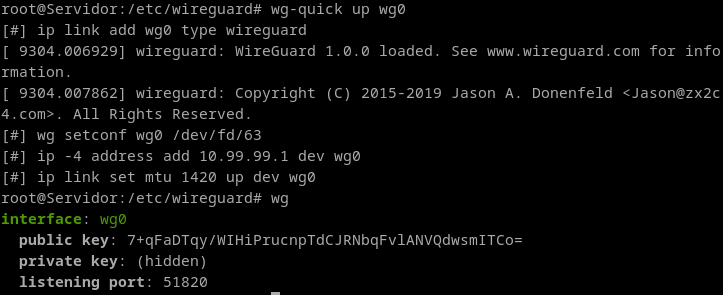 root@Servidor:/etc/wireguard# wg-quick up wg0
[#] ip link add wg0 type wireguard
[ 9304.006929] wireguard: WireGuard 1.0.0 loaded. See www.wireguard.com for info
rmation.
[ 9304.007862] wireguard: Copyright (C) 2015-2019 Jason A. Donenfeld <Jason@zx2c
4.com>. All Rights Reserved.
[#] wg setconf wg0 /dev/fd/63
[#] ip -4 address add 10.99.99.1 dev wg0
[#] ip link set mtu 1420 up dev wg0
root@Servidor:/etc/wireguard# wg
interface: wg0
  public key: 7+qFaDTqy/WIHiPrucnpTdCJRNbqFvlANVQdwsmITCo=
  private key: (hidden)
  listening port: 51820